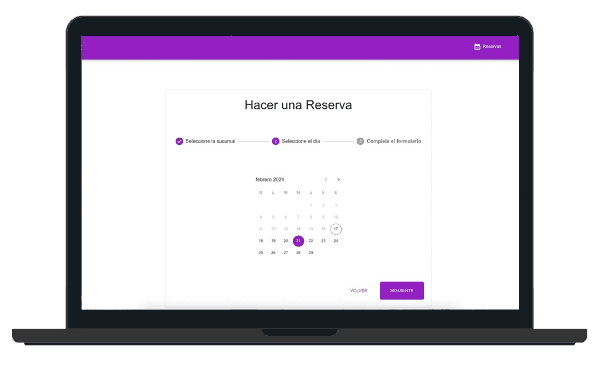 Reservar
Hacer una Reserva
Seleccione la sucursal
2 Seleccione el día
3 Complete el formulario
febrero 2024
D L M M J V S
1 2 3
4 5 6 7 8 9 10
11 12 13 14 15 16 17
18 19 20 21 22 23 24
25 26 27 28 29
VOLVER SIGUIENTE